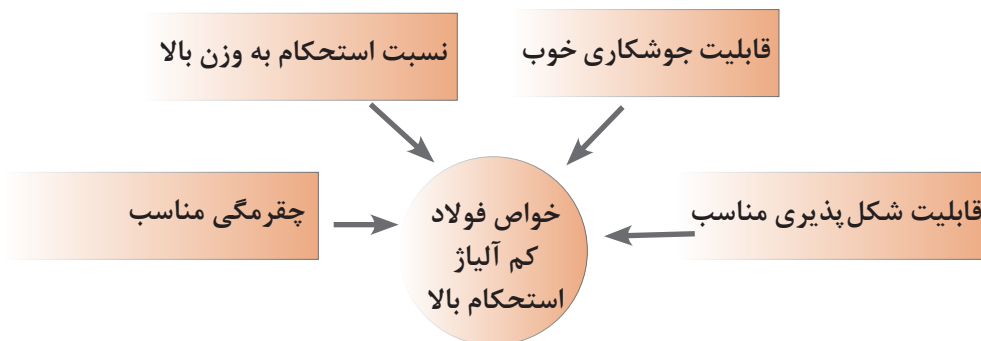 قابلیت جوشکاری خوب
نسبت استحکام به وزن بالا
قابلیت شکل‌پذیری مناسب
چقرمگی مناسب
خواص فولاد
کم آلیاژ
استحکام بالا